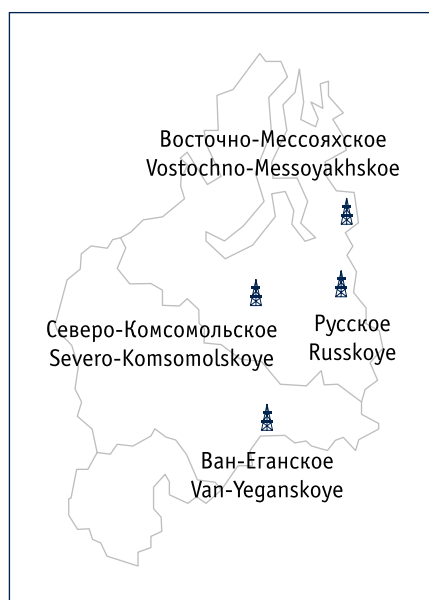 Восточно-Мессояхское
Vostochno-Messoyakhskoe
Северо-Комсомольское
Severo-Komsomolskoye
Русское
Russkoye
Ван-Еганское
Van-Yeganskoye